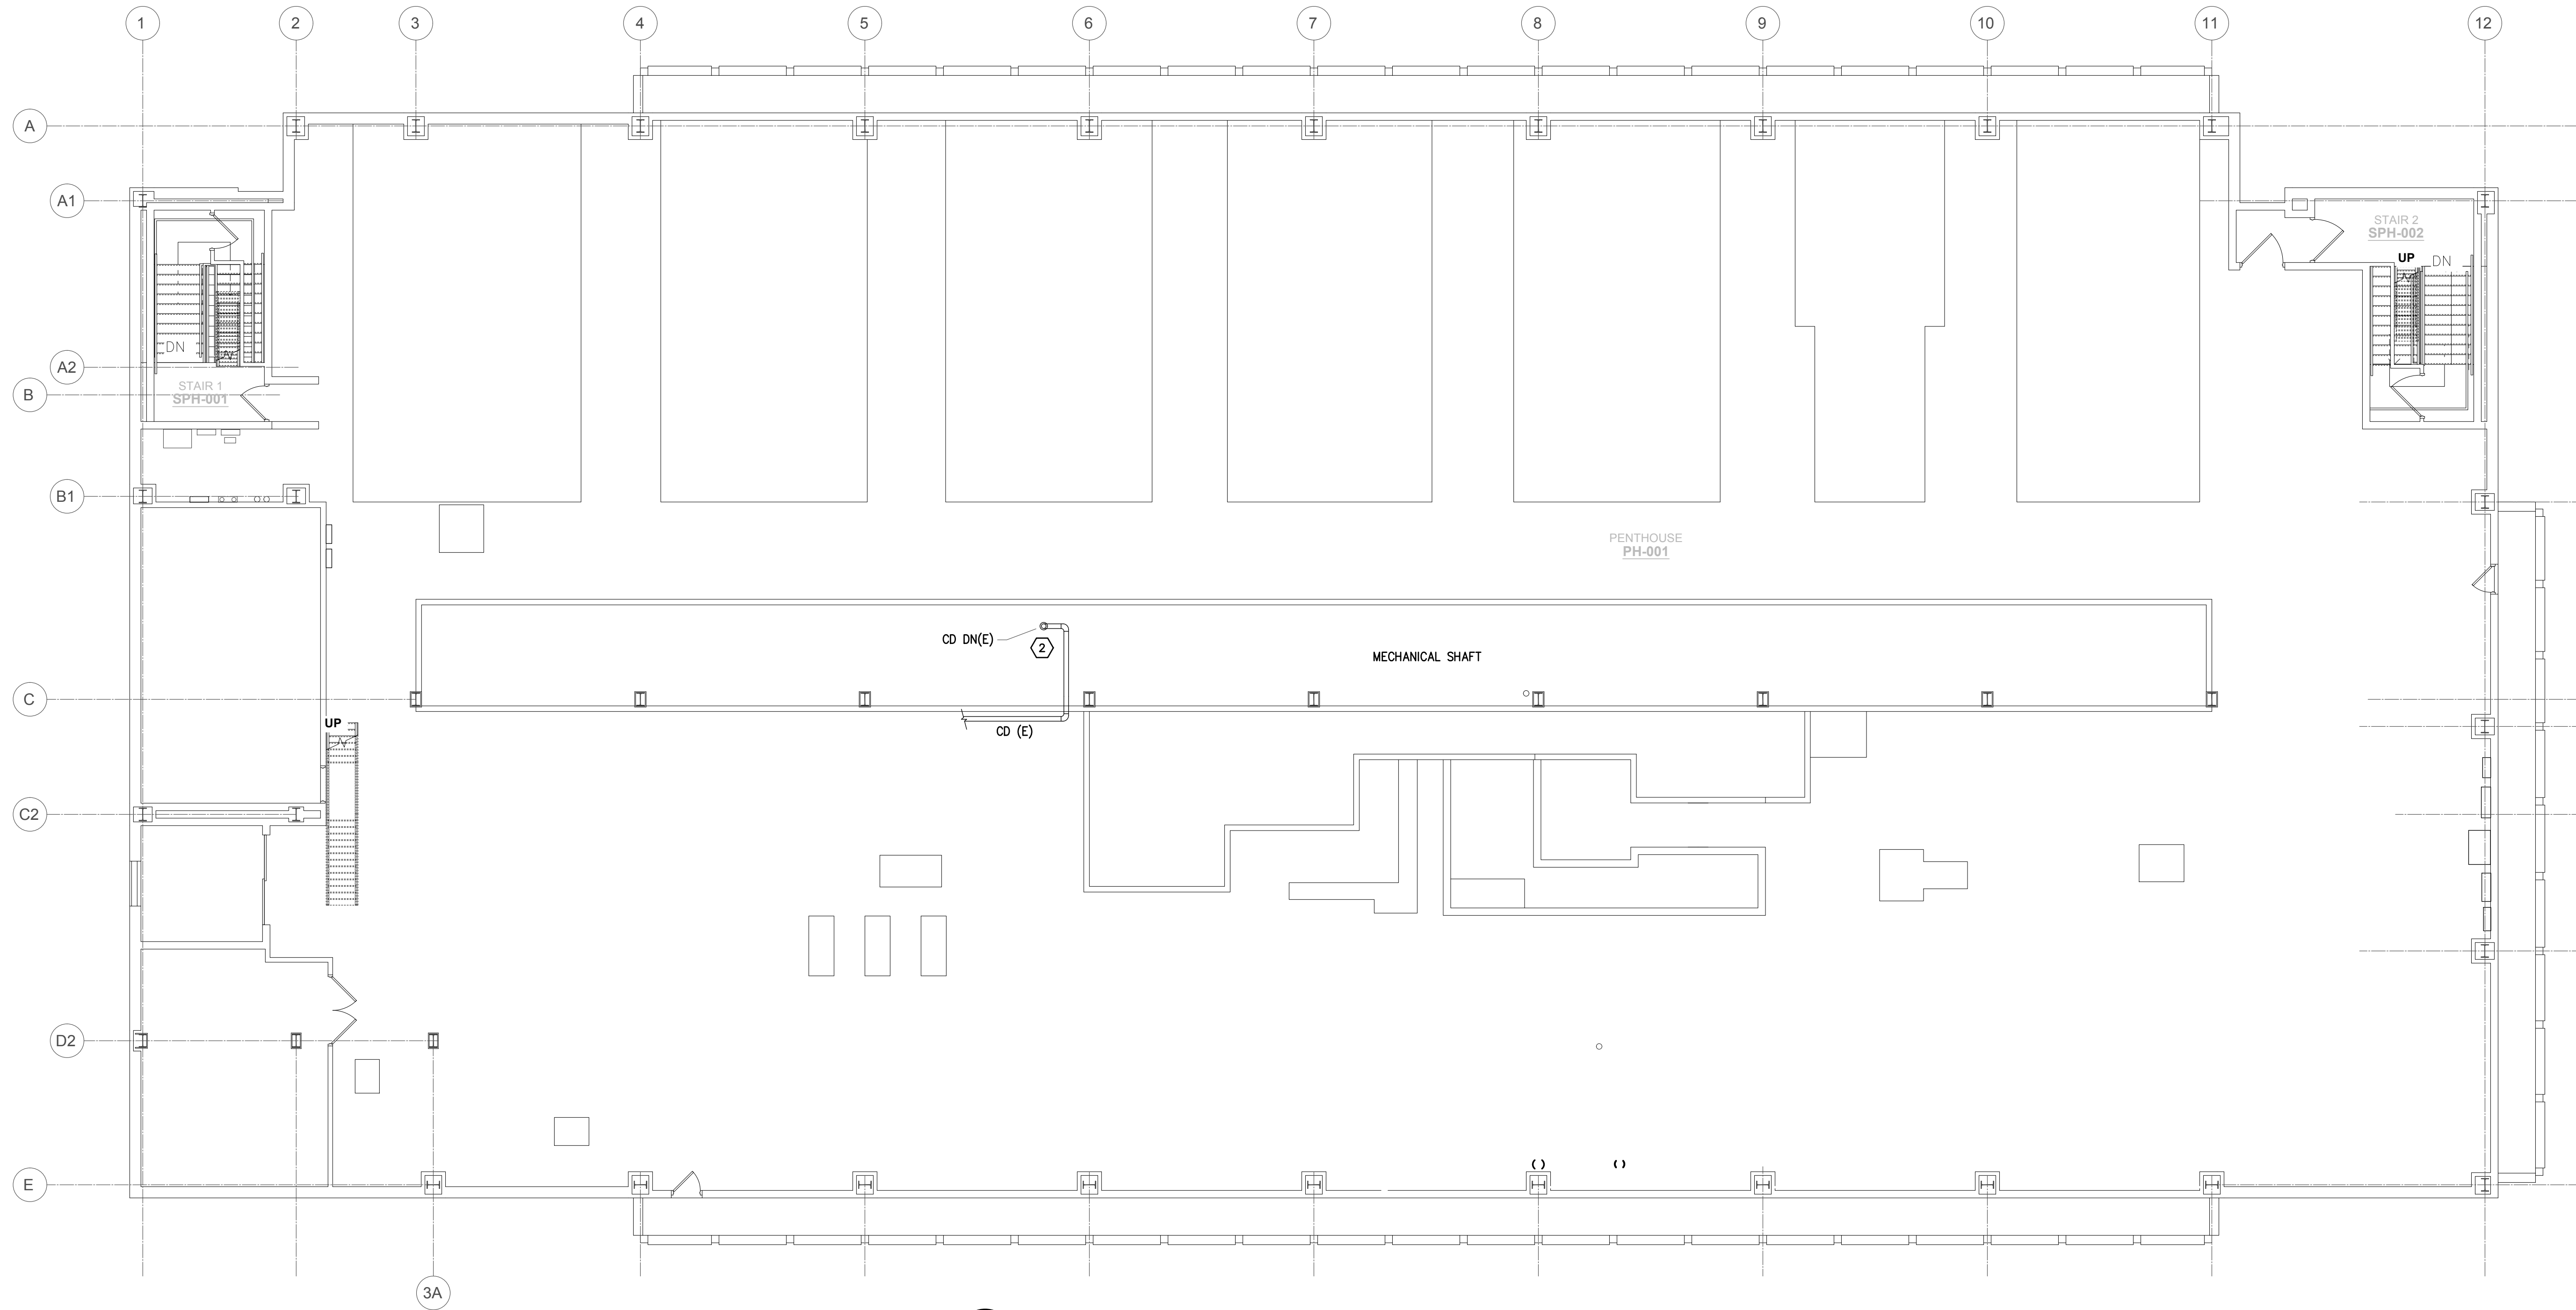 1
2
3
4
5
6
7
8
9
10
11
12
A
A1
STAIR 2
SPH-002
UP
DN
DN
A2
STAIR 1
SPH-001
B
B1
PENTHOUSE
PH-001
CD DN(E)
2
MECHANICAL SHAFT
C
UP
CD (E)
C2
D2
( )
( )
E
3A